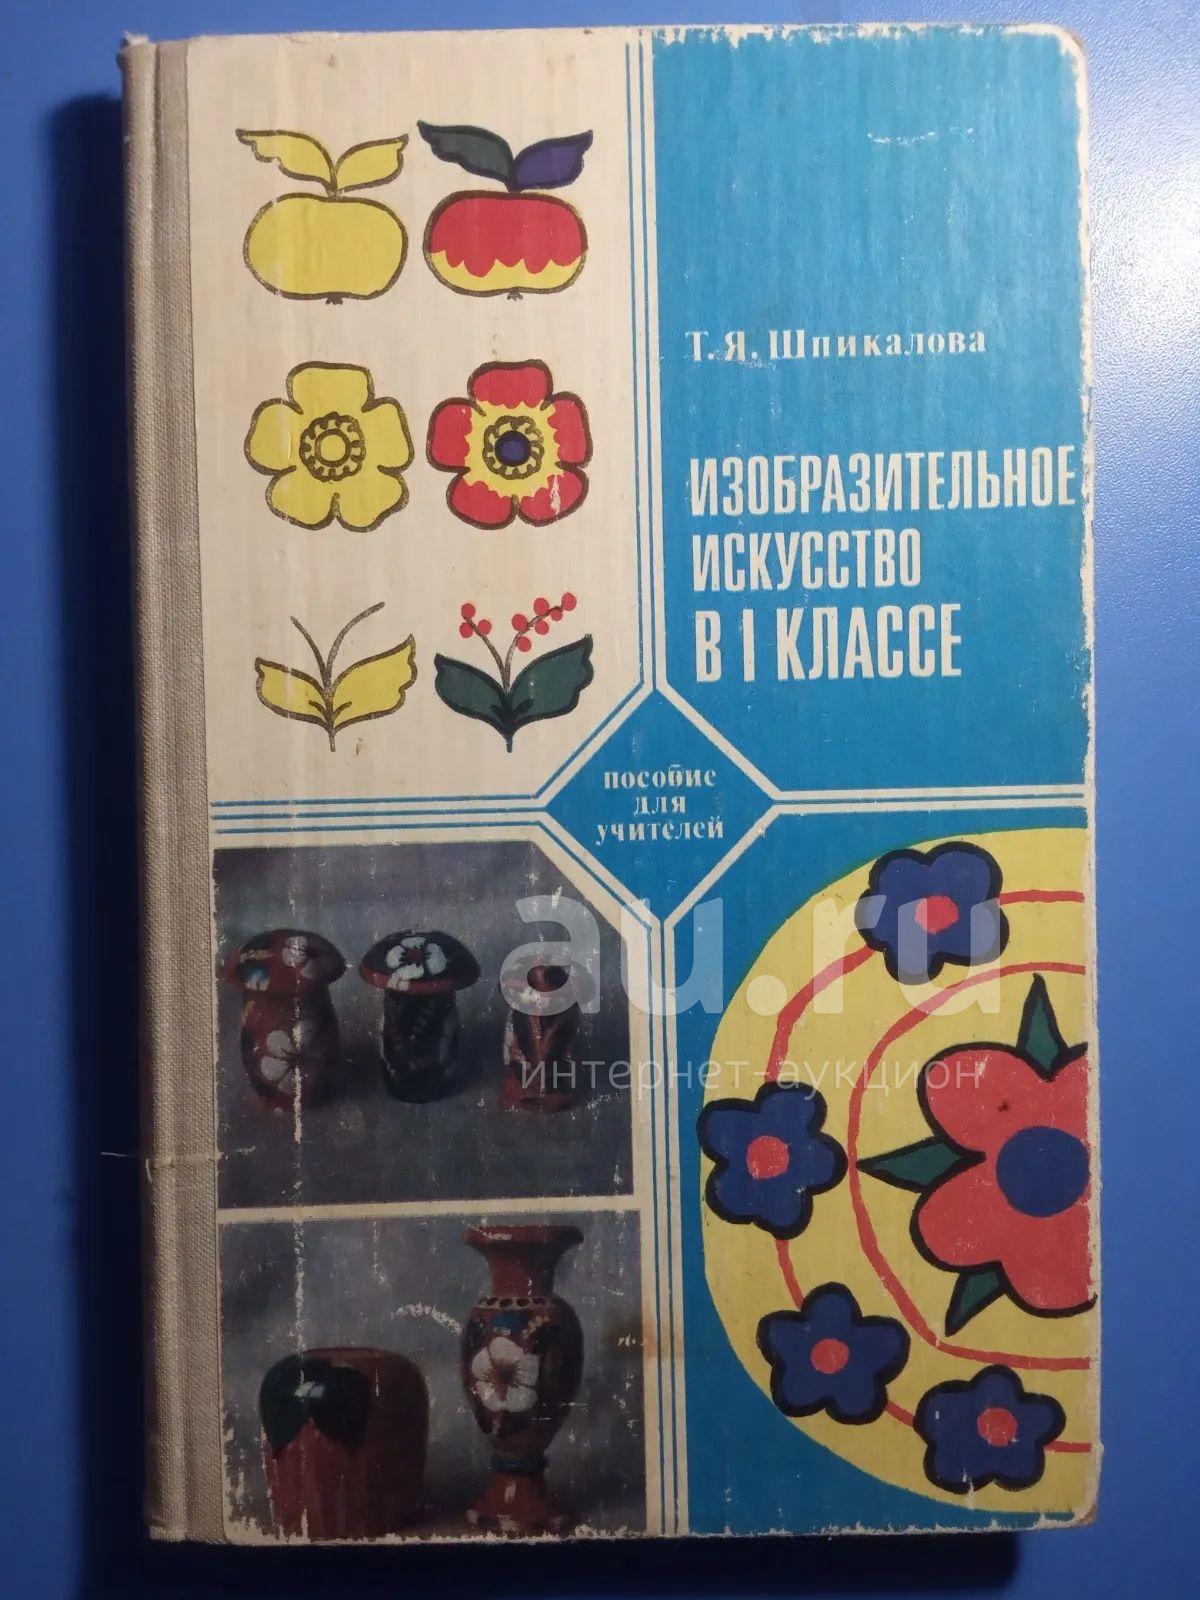 Т. Я. Шпикалова
ИЗОБРАЗИТЕЛЬНОЕ
ИСКУССТВО
В I КЛАССЕ
пособие
для
учителей
au.ru
интернет-аукцион